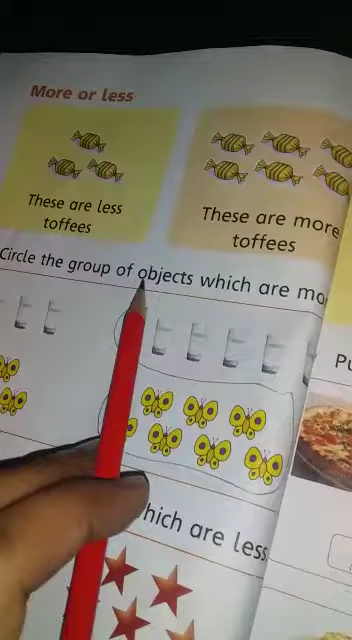 More or less
These are less
toffees
These are more
toffees
Circle the group of objects which are mo
Pu
hich are less